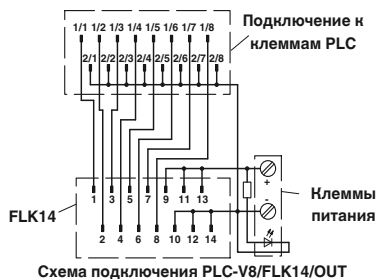 Подключение к
клеммам PLC
1/1 1/2 1/3 1/4 1/5 1/6 1/7 1/8
2/1 2/2 2/3 2/4 2/5 2/6 2/7 2/8
+
-
1 3 5 7 9 11 13
FLK14
Клеммы
питания
2 4 6 8 10 12 14
Схема подключения PLC-V8/FLK14/OUT